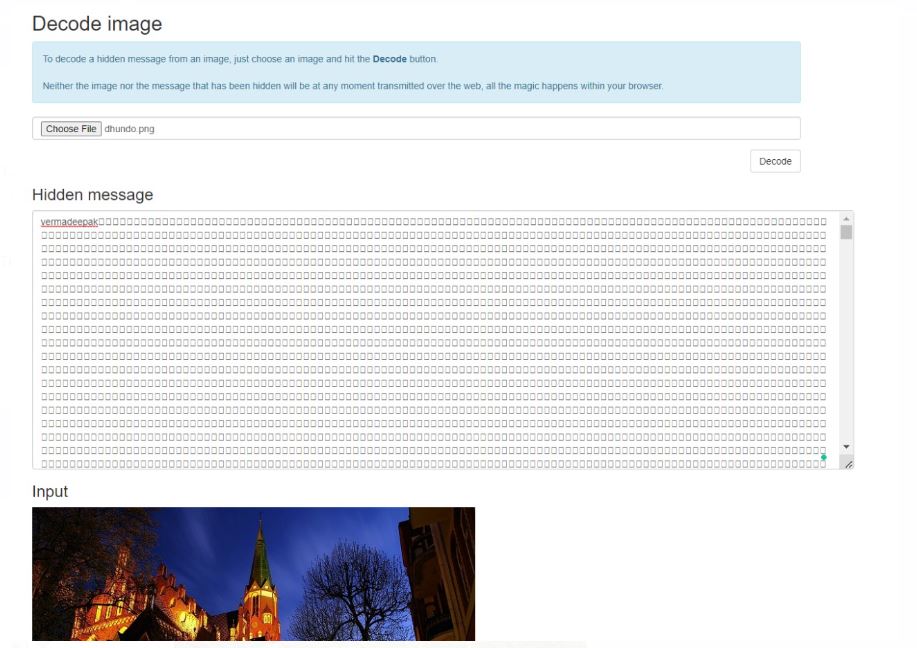 Decode image
To decode a hidden message from an image, just choose an image and hit the Decode button.
Neither the image nor the message that has been hidden will be at any moment transmitted over the web, all the magic happens within your browser.
Choose File dhundo.png
Decode
Hidden message
vermadeepak
Input